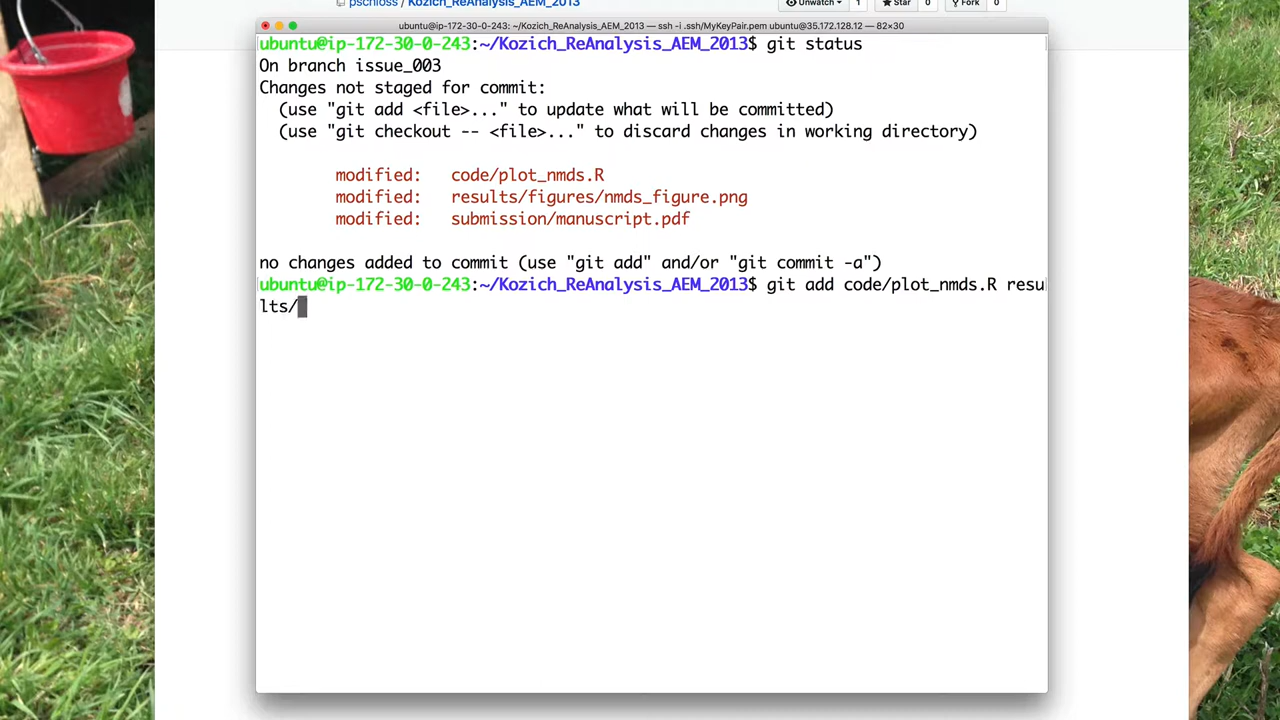 pschloss / Kozich_ReAnalysis_AEM_2013
Unwatch 1 Star 0 Fork 0
ubuntu@ip-172-30-0-243: ~/Kozich_ReAnalysis_AEM_2013 — ssh -i .ssh/MyKeyPair.pem ubuntu@35.172.128.12 — 82×30
ubuntu@ip-172-30-0-243:~/Kozich_ReAnalysis_AEM_2013$ git status
On branch issue_003
Changes not staged for commit:
(use "git add <file>..." to update what will be committed)
(use "git checkout -- <file>..." to discard changes in working directory)
modified: code/plot_nmds.R
modified: results/figures/nmds_figure.png
modified: submission/manuscript.pdf
no changes added to commit (use "git add" and/or "git commit -a")
ubuntu@ip-172-30-0-243:~/Kozich_ReAnalysis_AEM_2013$ git add code/plot_nmds.R resu
lts/